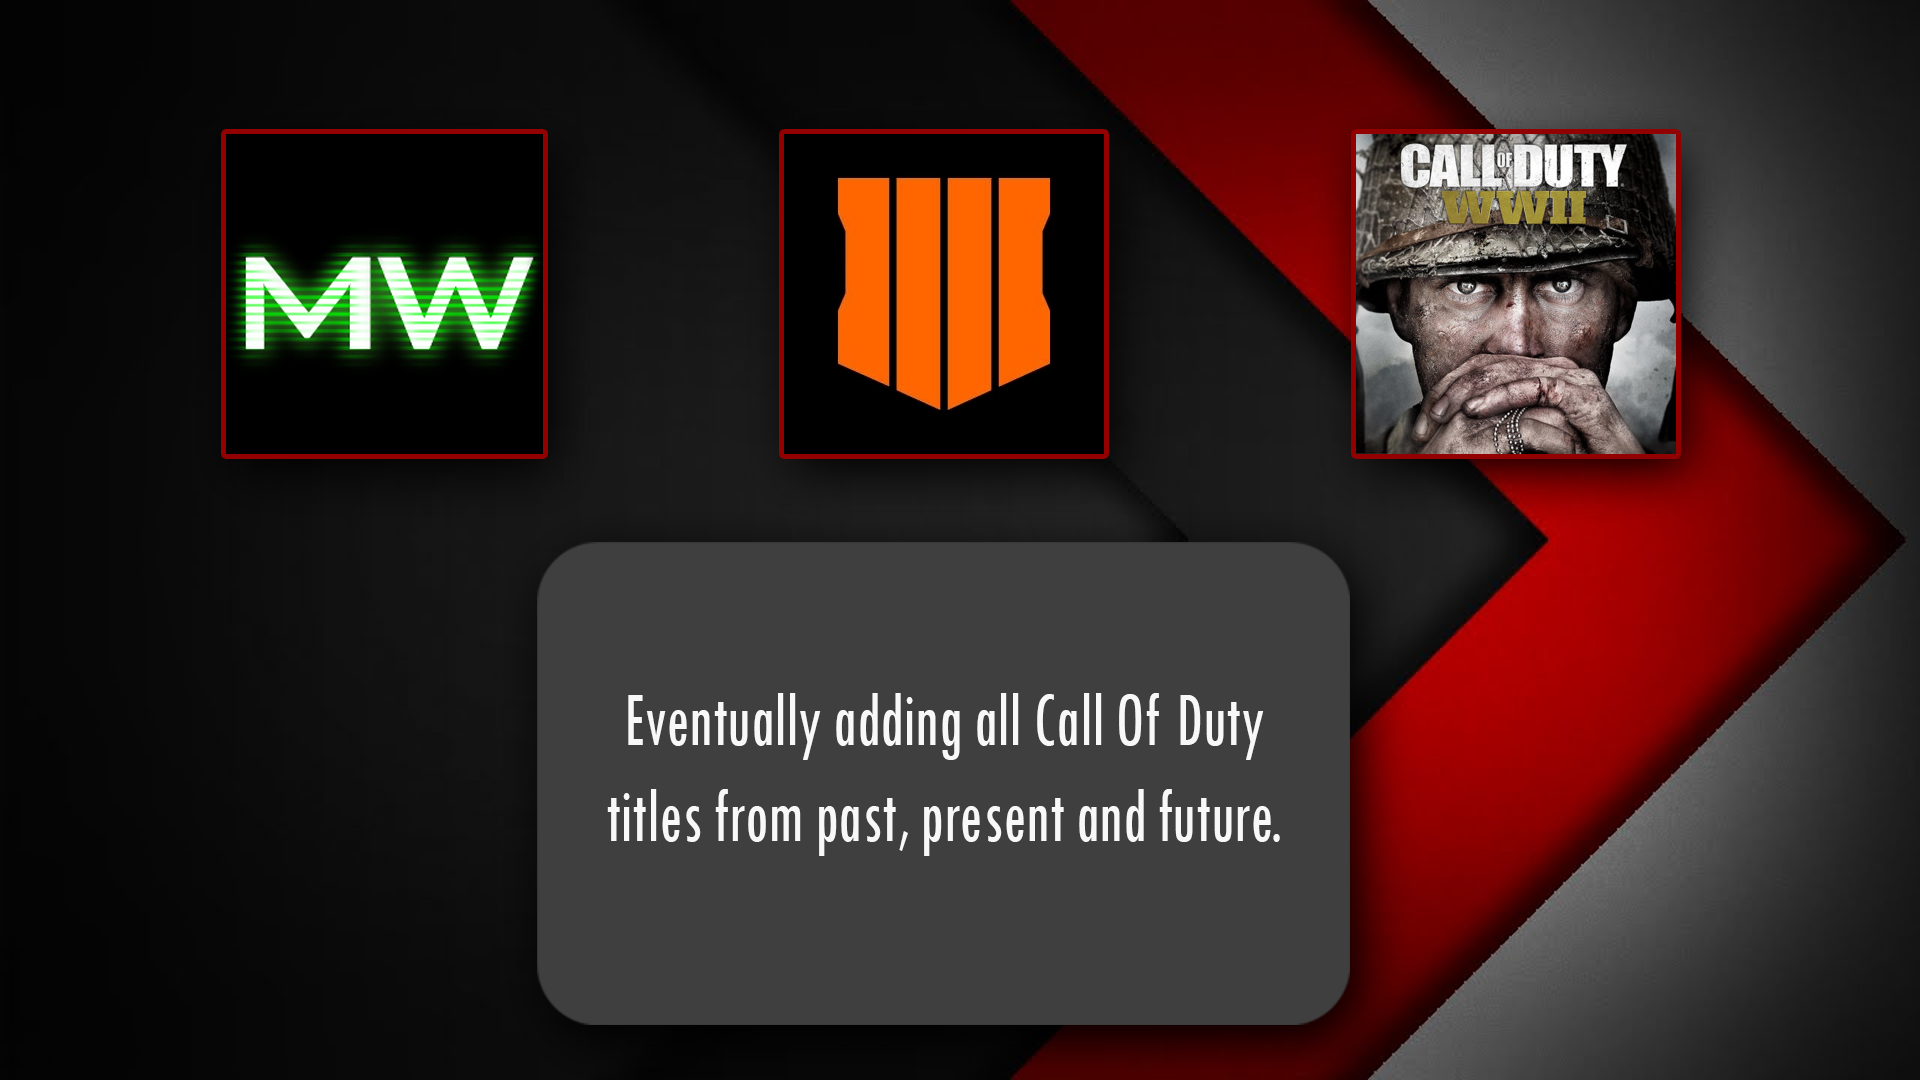 MW
CALL OF DUTY
WWII
Eventually adding all Call Of Duty
titles from past, present and future.